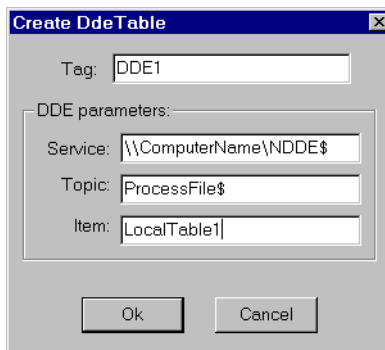 Create DdeTable
Tag: DDE1
DDE parameters:
Service: \\ComputerName\NDDE$
Topic: ProcessFile$
Item: LocalTable1
Ok Cancel